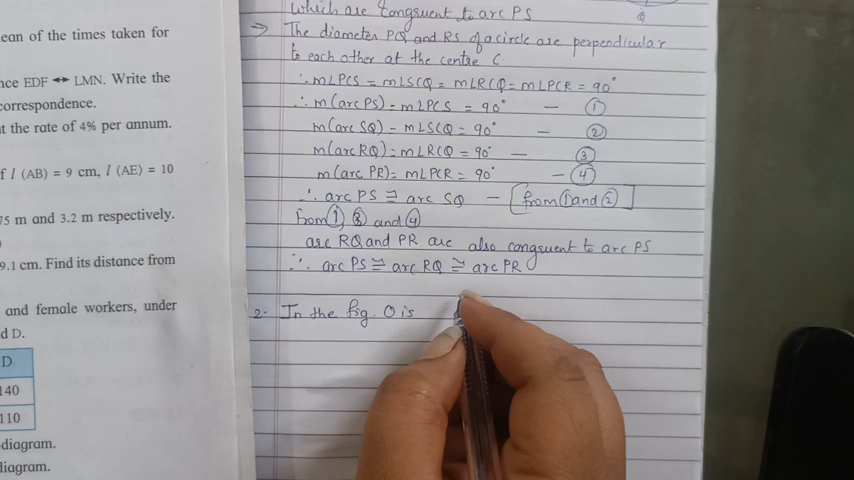 ean of the times taken for
nce EDF ↔ LMN. Write the
correspondence.
t the rate of 4% per annum.
f l (AB) = 9 cm, l (AE) = 10
75 m and 3.2 m respectively.
9.1 cm. Find its distance from
and female workers, under
d D.
D
140
110
diagram.
diagram.
which are congruent to arc PS
Q
→ The diameter PQ and RS of a circle are perpendicular
to each other at the centre C
∴ m∠PCS = m∠SCQ = m∠RCQ = m∠PCR = 90°
∴ m(arc PS) = m∠PCS = 90° — ①
m(arc SQ) = m∠SCQ = 90° — ②
m(arc RQ) = m∠RCQ = 90° — ③
m(arc PR) = m∠PCR = 90° — ④
∴ arc PS ≅ arc SQ — [from ① and ②]
from ①, ③ and ④
arc RQ and PR are also congruent to arc PS
∴ arc PS ≅ arc RQ ≅ arc PR
2. In the fig. O is